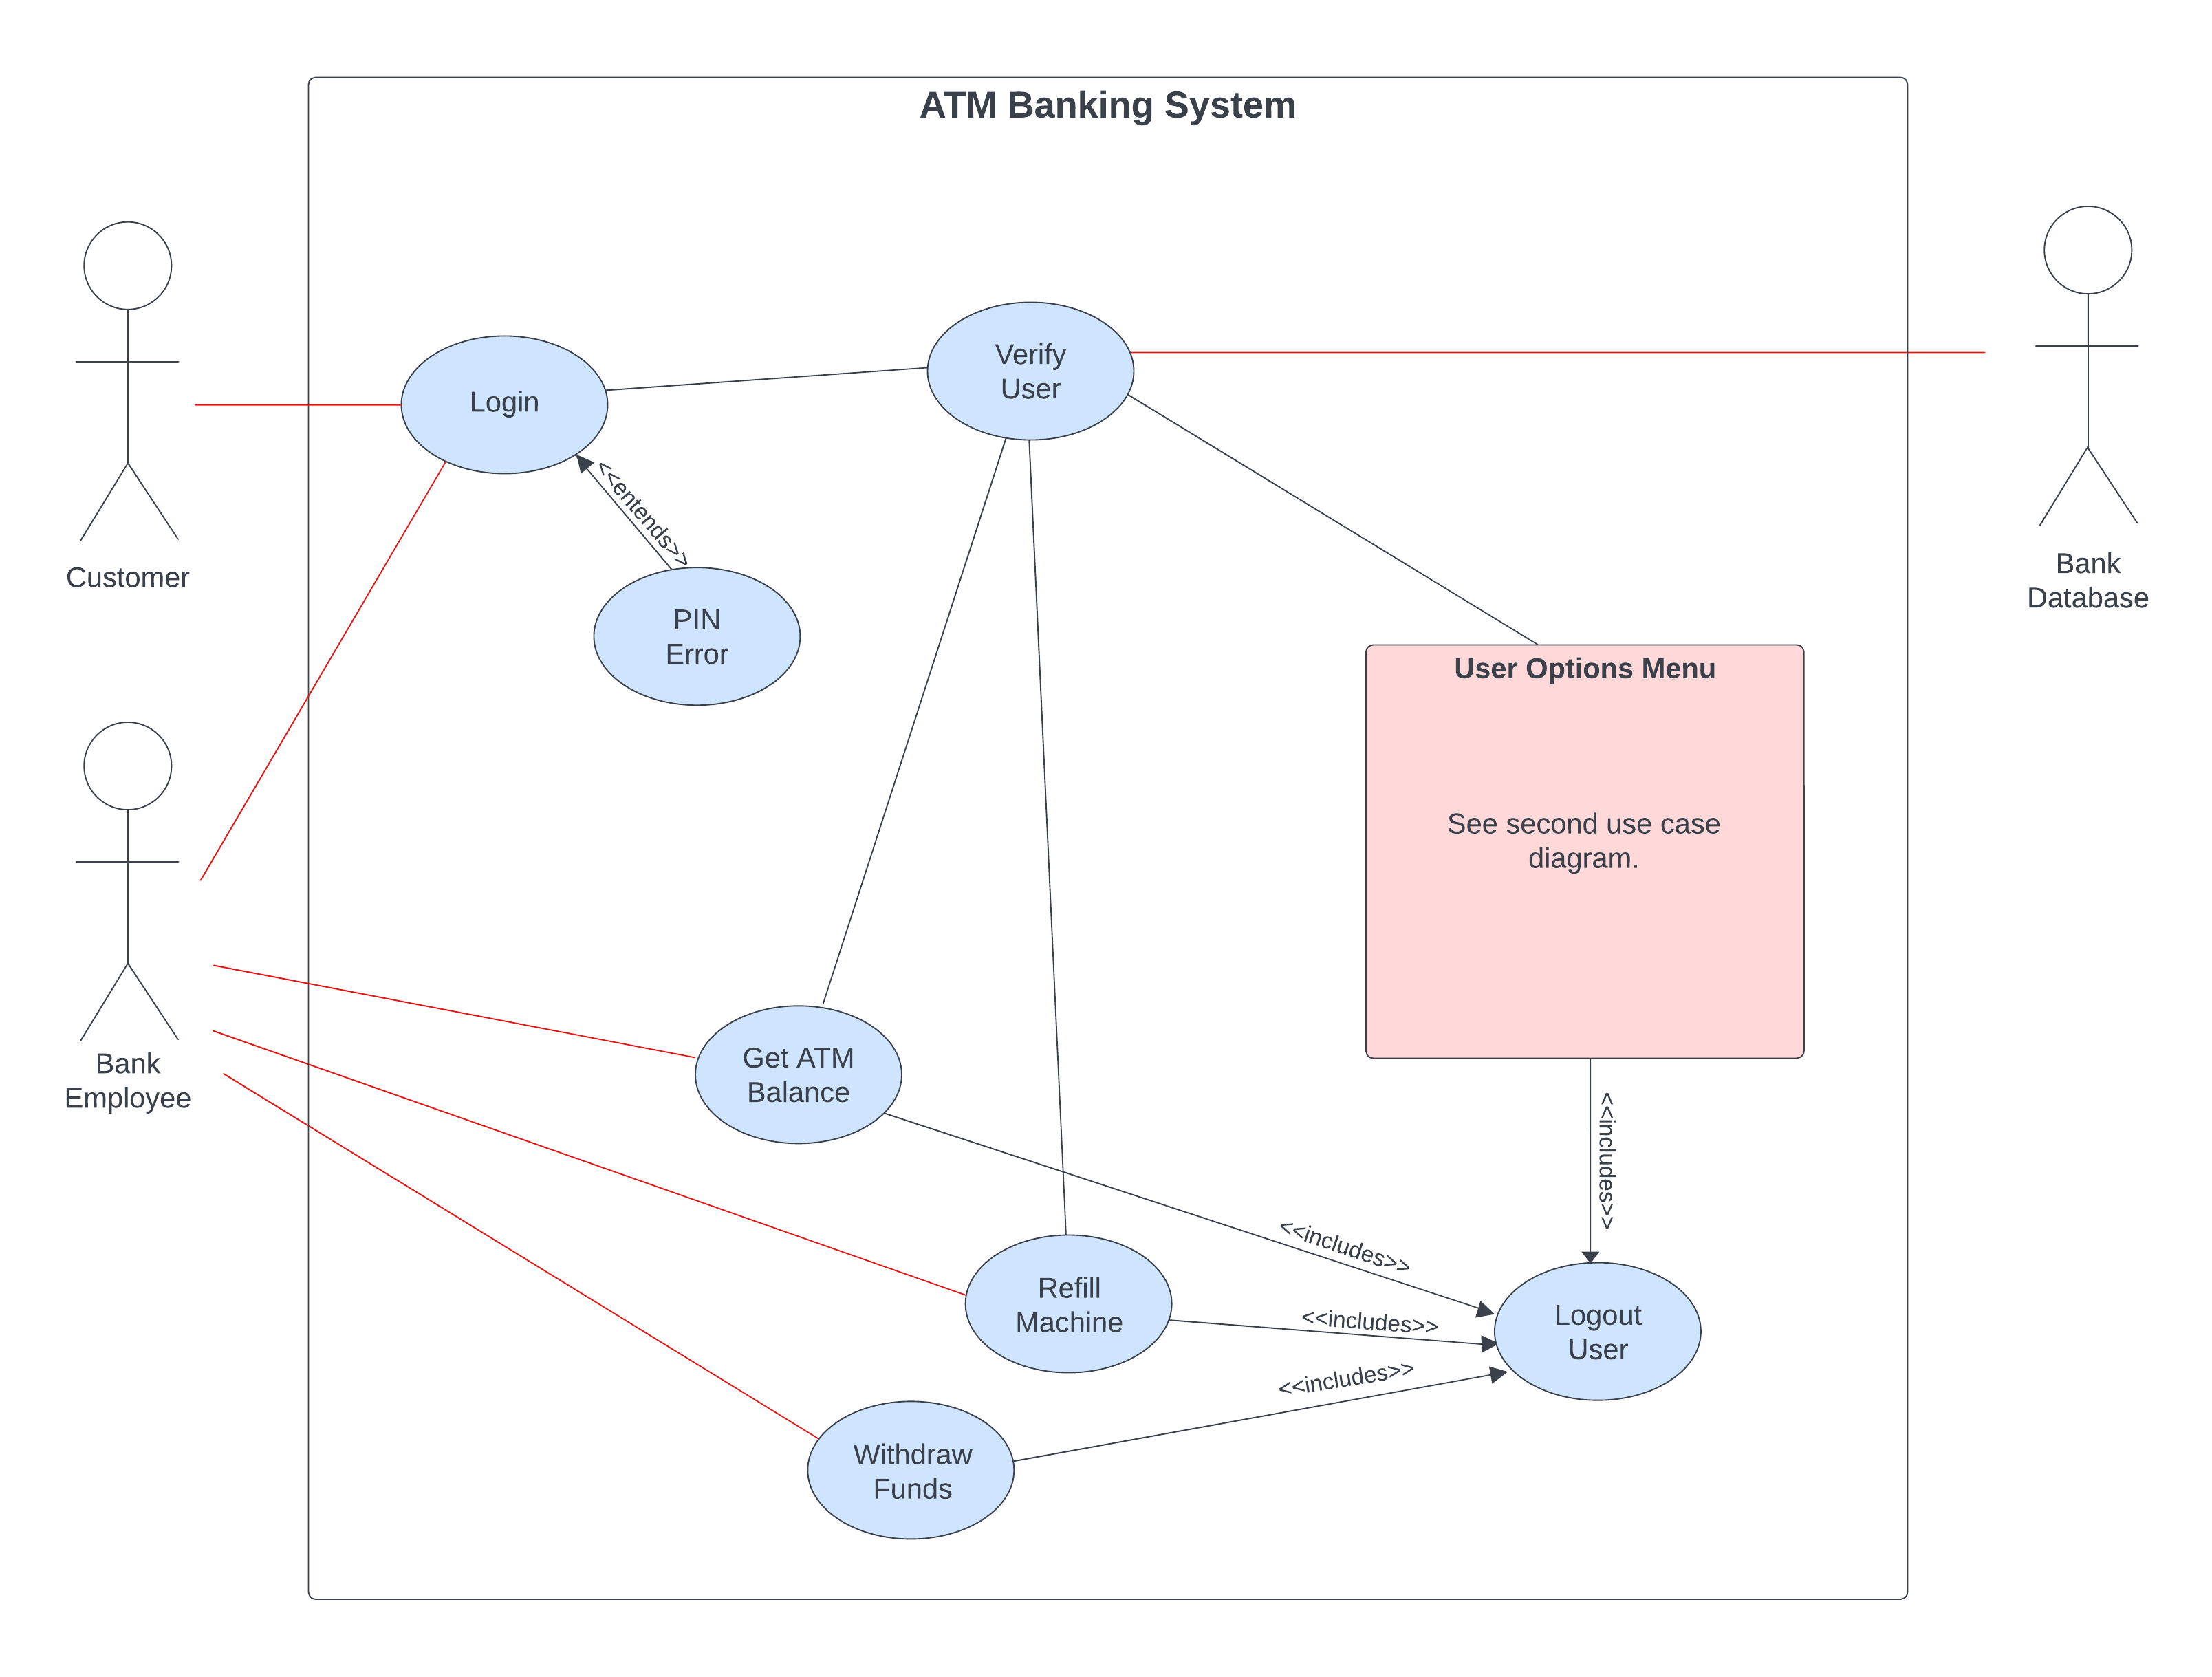 ATM Banking System
Verify
User
Login
<<entends>>
Customer
Bank
Database
PIN
Error
User Options Menu
See second use case
diagram.
Bank
Employee
Get ATM
Balance
<<includes>>
<<includes>>
Refill
Machine
<<includes>>
Logout
User
<<includes>>
Withdraw
Funds